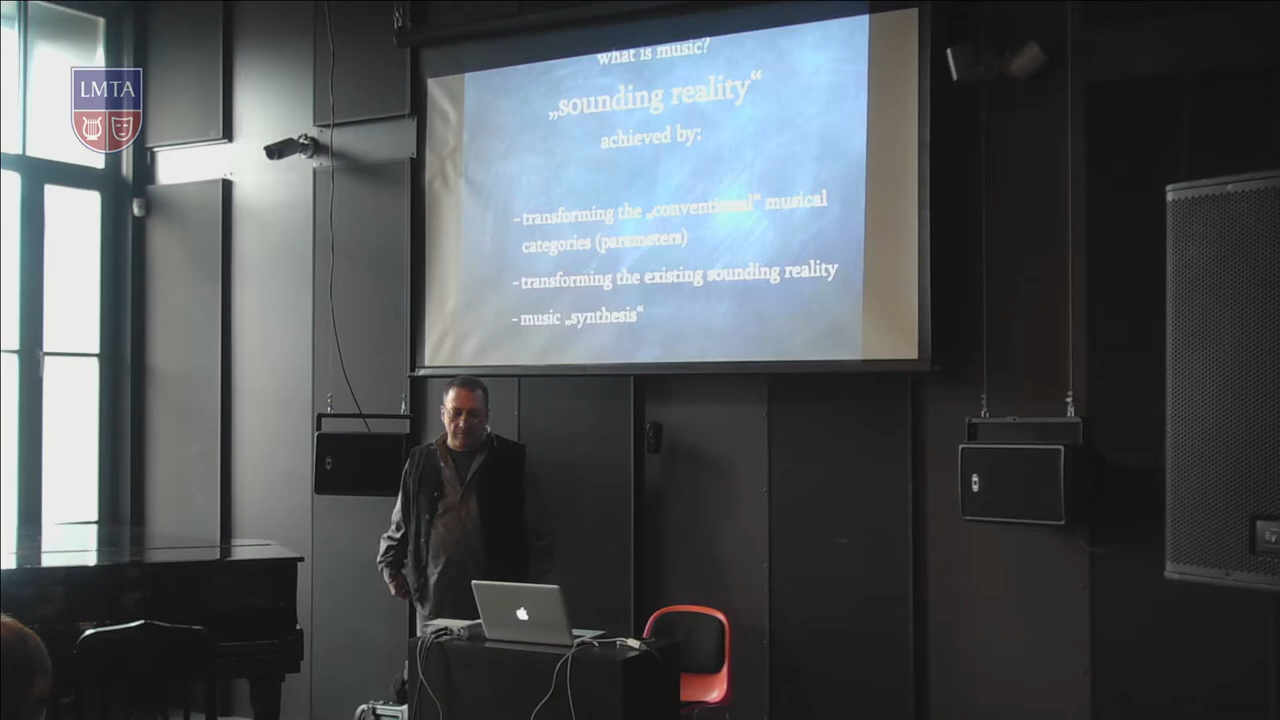 LMTA
what is music?
„sounding reality“
achieved by:
- transforming the „conventional“ musical
categories (parameters)
- transforming the existing sounding reality
- music „synthesis“